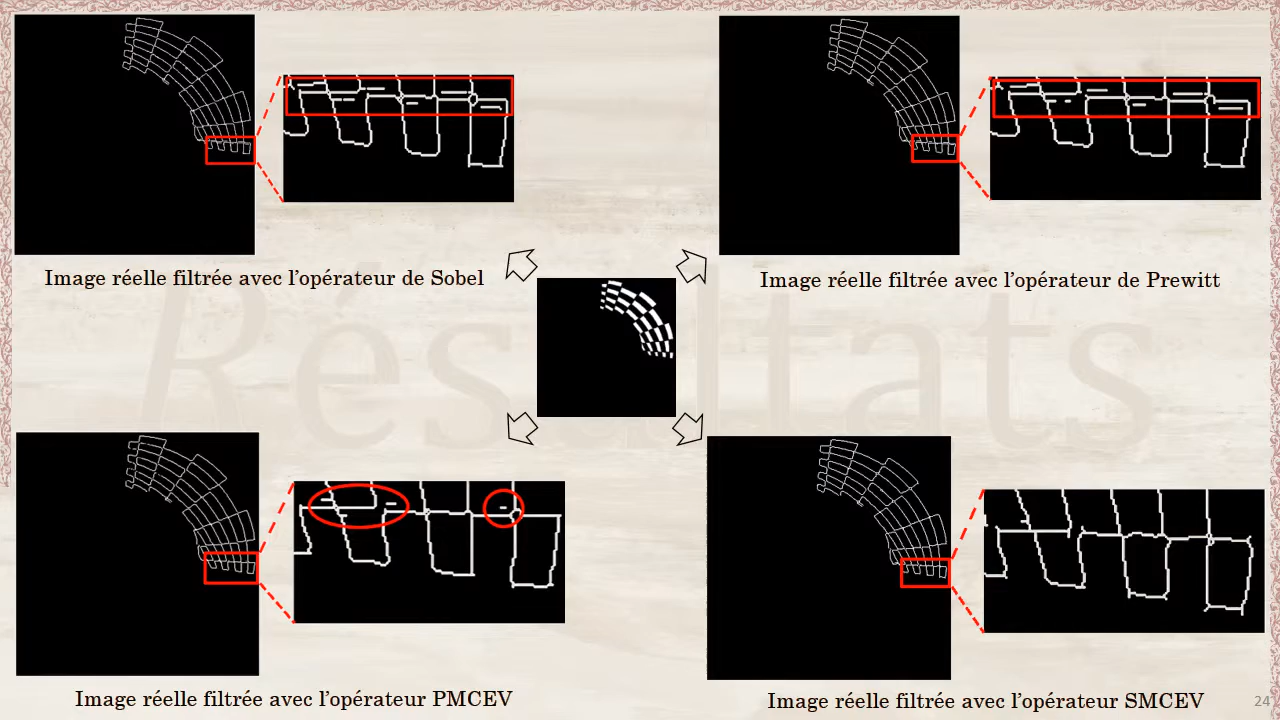 Image réelle filtrée avec l’opérateur de Sobel
Image réelle filtrée avec l’opérateur de Prewitt
Résultats
Image réelle filtrée avec l’opérateur PMCEV
Image réelle filtrée avec l’opérateur SMCEV
24